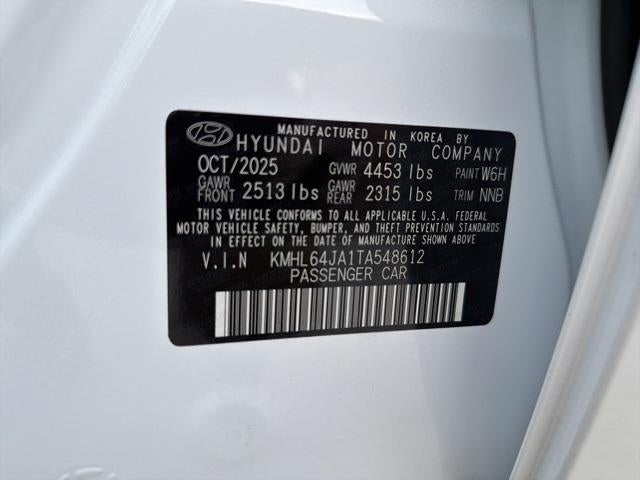 MANUFACTURED IN KOREA BY
HYUNDAI MOTOR COMPANY
OCT/2025 GVWR 4453 lbs PAINT W6H
GAWR FRONT 2513 lbs GAWR REAR 2315 lbs TRIM NNB
THIS VEHICLE CONFORMS TO ALL APPLICABLE U.S.A. FEDERAL
MOTOR VEHICLE SAFETY, BUMPER, AND THEFT PREVENTION STANDARDS
IN EFFECT ON THE DATE OF MANUFACTURE SHOWN ABOVE
V.I.N KMHL64JA1TA548612
PASSENGER CAR